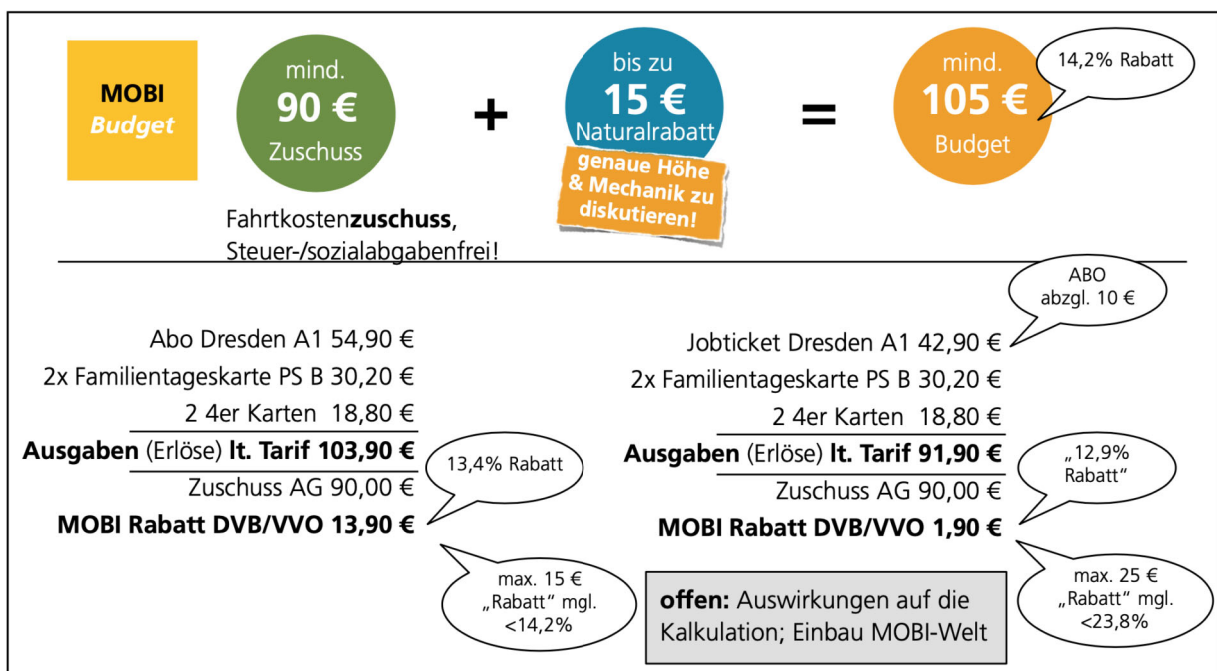 MOBI
Budget
mind.
90 €
Zuschuss
+
bis zu
15 €
Naturalrabatt
genaue Höhe
& Mechanik zu
diskutieren!
=
mind.
105 €
Budget
14,2% Rabatt
Fahrtkostenzuschuss,
Steuer-/sozialabgabenfrei!
Abo Dresden A1 54,90 €
2x Familientageskarte PS B 30,20 €
2 4er Karten 18,80 €
Ausgaben (Erlöse) lt. Tarif 103,90 €
Zuschuss AG 90,00 €
MOBI Rabatt DVB/VVO 13,90 €
13,4% Rabatt
max. 15 €
„Rabatt“ mgl.
<14,2%
ABO
abzgl. 10 €
Jobticket Dresden A1 42,90 €
2x Familientageskarte PS B 30,20 €
2 4er Karten 18,80 €
Ausgaben (Erlöse) lt. Tarif 91,90 €
Zuschuss AG 90,00 €
MOBI Rabatt DVB/VVO 1,90 €
„12,9%
Rabatt“
max. 25 €
„Rabatt“ mgl.
<23,8%
offen: Auswirkungen auf die
Kalkulation; Einbau MOBI-Welt